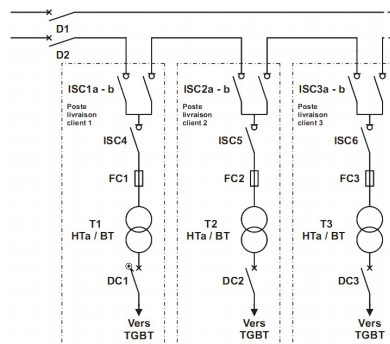 D1
D2
ISC1a - b
Poste
livraison
client 1
ISC4
FC1
T1
HTa / BT
DC1
Vers
TGBT
ISC2a - b
Poste
livraison
client 2
ISC5
FC2
T2
HTa / BT
DC2
Vers
TGBT
ISC3a - b
Poste
livraison
client 3
ISC6
FC3
T3
HTa / BT
DC3
Vers
TGBT